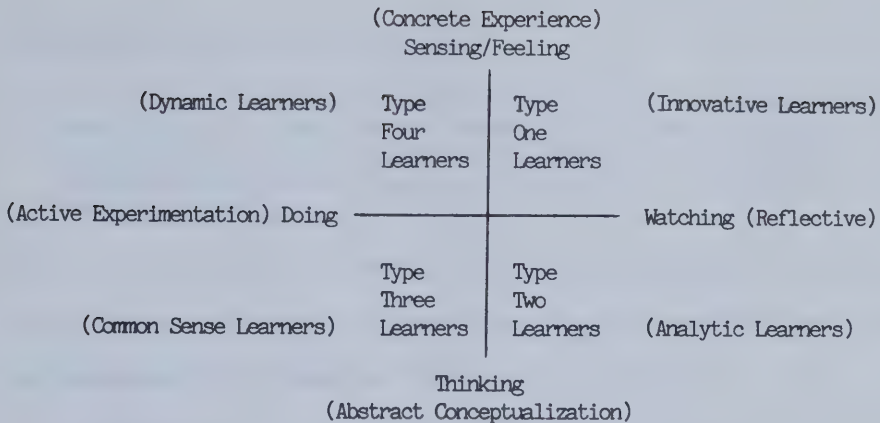 (Concrete Experience)
Sensing/Feeling
(Dynamic Learners) Type Type (Innovative Learners)
Four One
Learners Learners
(Active Experimentation) Doing Watching (Reflective)
Type Type
Three Two
(Common Sense Learners) Learners Learners (Analytic Learners)
Thinking
(Abstract Conceptualization)